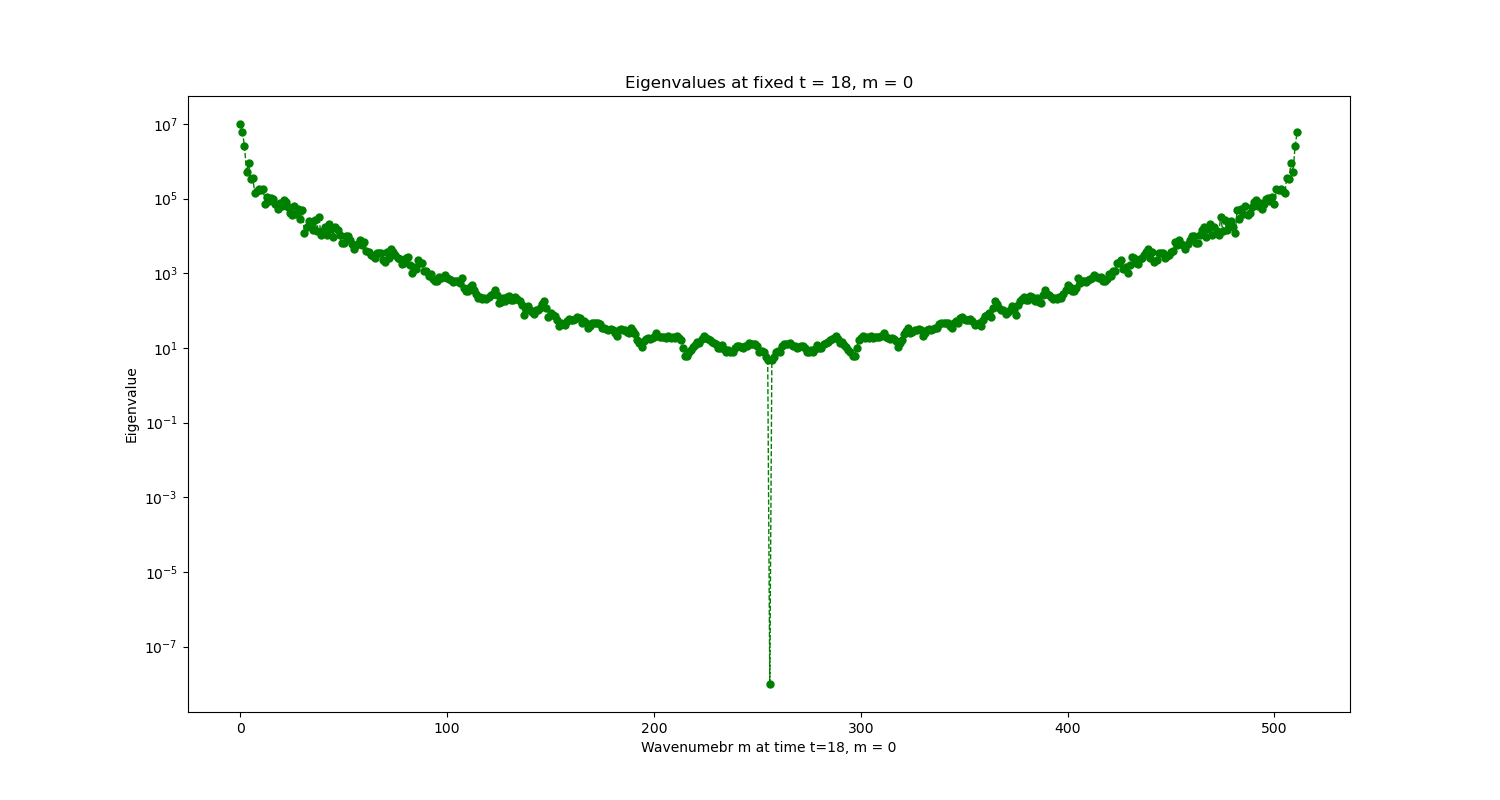 Eigenvalues at fixed t = 18, m = 0
Eigenvalue
10⁷
10⁵
10³
10¹
10⁻¹
10⁻³
10⁻⁵
10⁻⁷
0 100 200 300 400 500
Wavenumebr m at time t=18, m = 0